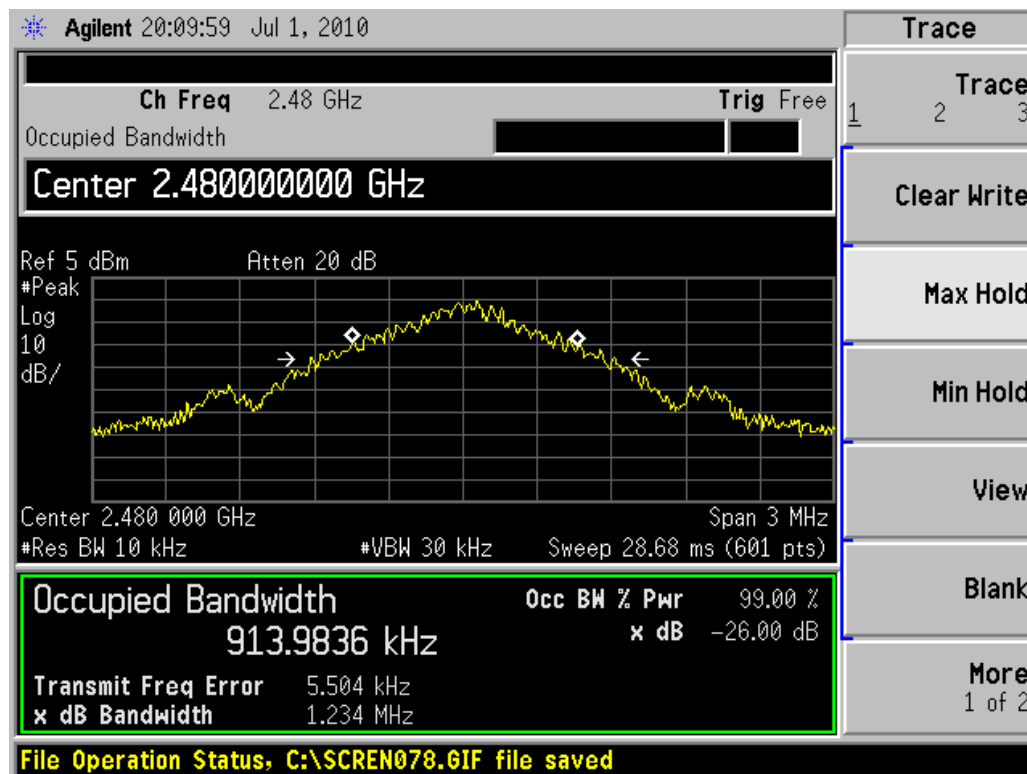 Agilent 20:09:59 Jul 1, 2010
Trace
Ch Freq 2.48 GHz
Trig Free
Occupied Bandwidth
Center 2.480000000 GHz
Ref 5 dBm
Atten 20 dB
#Peak
Log
10
dB/
Center 2.480 000 GHz
Span 3 MHz
#Res BW 10 kHz
#VBW 30 kHz
Sweep 28.68 ms (601 pts)
Occupied Bandwidth
913.9836 kHz
Occ BW % Pwr 99.00 %
x dB -26.00 dB
Transmit Freq Error 5.504 kHz
x dB Bandwidth 1.234 MHz
Trace
1 2 3
Clear Write
Max Hold
Min Hold
View
Blank
More
1 of 2
File Operation Status, C:\SCREN078.GIF file saved